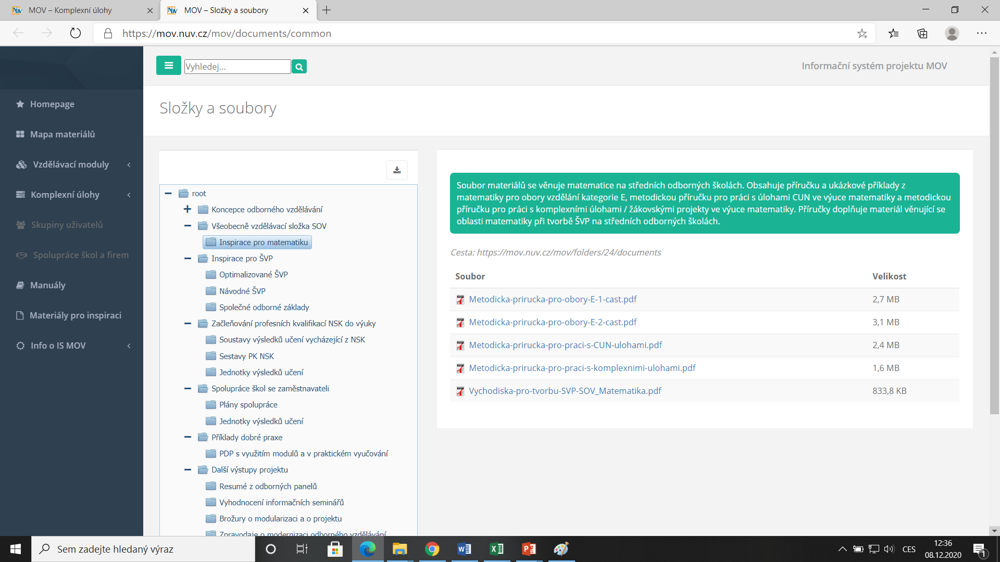 MOV – Komplexní úlohy
MOV – Složky a soubory
https://mov.nuv.cz/mov/documents/common
Vyhledej...
Informační systém projektu MOV
Homepage
Mapa materiálů
Vzdělávací moduly
Komplexní úlohy
Skupiny uživatelů
Spolupráce škol a firem
Manuály
Materiály pro inspiraci
Info o IS MOV
Složky a soubory
root
Koncepce odborného vzdělávání
Všeobecně vzdělávací složka SOV
Inspirace pro matematiku
Inspirace pro ŠVP
Optimalizované ŠVP
Návodné ŠVP
Společné odborné základy
Začleňování profesních kvalifikací NSK do výuky
Soustavy výsledků učení vycházející z NSK
Sestavy PK NSK
Jednotky výsledků učení
Spolupráce škol se zaměstnavateli
Plány spolupráce
Jednotky výsledků učení
Příklady dobré praxe
PDP s využitím modulů a v praktickém vyučování
Další výstupy projektu
Resumé z odborných panelů
Vyhodnocení informačních seminářů
Brožury o modularizaci a o projektu
Zpravodaje o modernizaci odborného vzdělávání
Soubor materiálů se věnuje matematice na středních odborných školách. Obsahuje příručku a ukázkové příklady z
matematiky pro obory vzdělání kategorie E, metodickou příručku pro práci s úlohami CUN ve výuce matematiky a metodickou
příručku pro práci s komplexními úlohami / žákovskými projekty ve výuce matematiky. Příručky doplňuje materiál věnující se
oblasti matematiky při tvorbě ŠVP na středních odborných školách.
Cesta: https://mov.nuv.cz/mov/folders/24/documents
Soubor Velikost
Metodicka-prirucka-pro-obory-E-1-cast.pdf 2,7 MB
Metodicka-prirucka-pro-obory-E-2-cast.pdf 3,1 MB
Metodicka-prirucka-pro-praci-s-CUN-ulohami.pdf 2,4 MB
Metodicka-prirucka-pro-praci-s-komplexnimi-ulohami.pdf 1,6 MB
Vychodiska-pro-tvorbu-SVP-SOV_Matematika.pdf 833,8 KB
Sem zadejte hledaný výraz
CES
12:36
08.12.2020
1